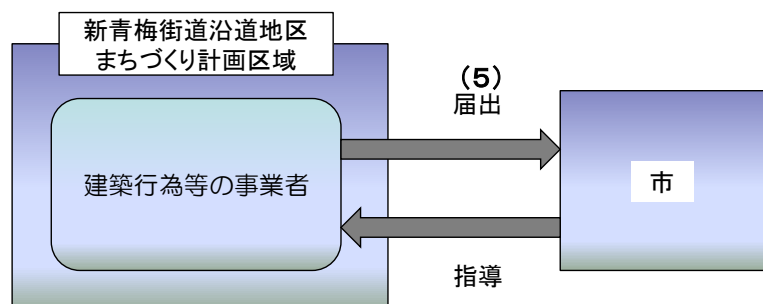 新青梅街道沿道地区
まちづくり計画区域
(5)
届出
建築行為等の事業者
市
指導